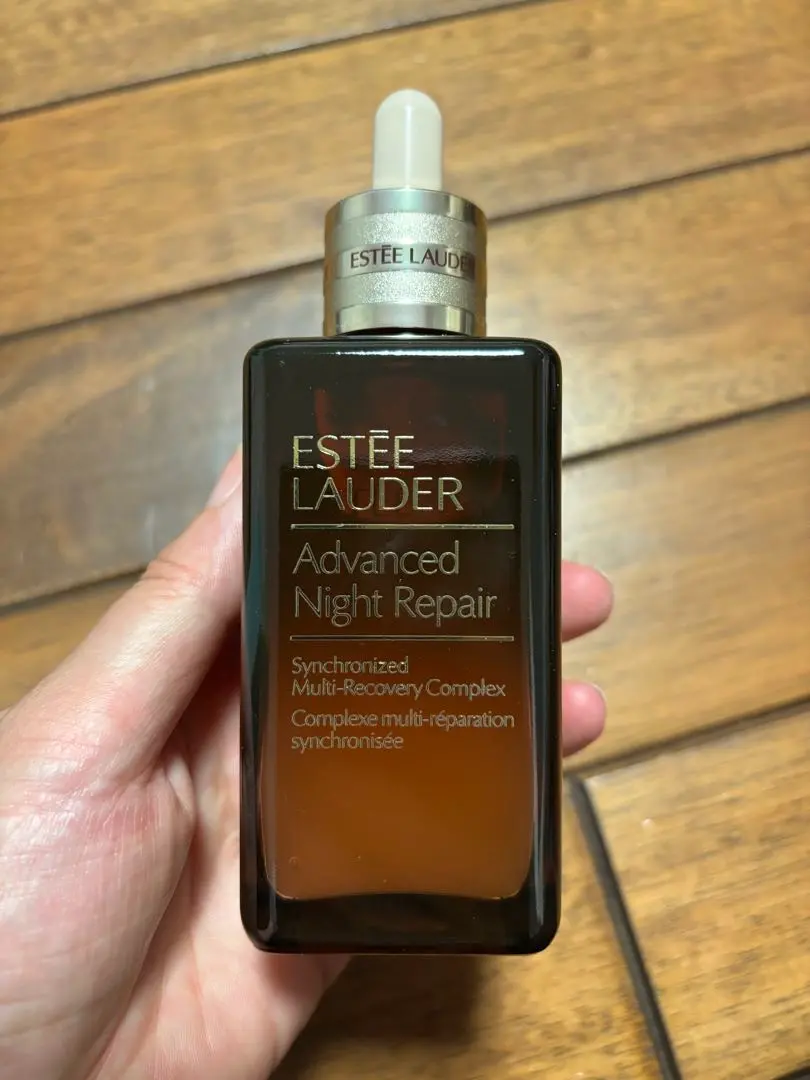 ESTĒE LAUDER
ESTĒE
LAUDER
Advanced
Night Repair
Synchronized
Multi-Recovery Complex
Complexe multi-réparation
synchronisée